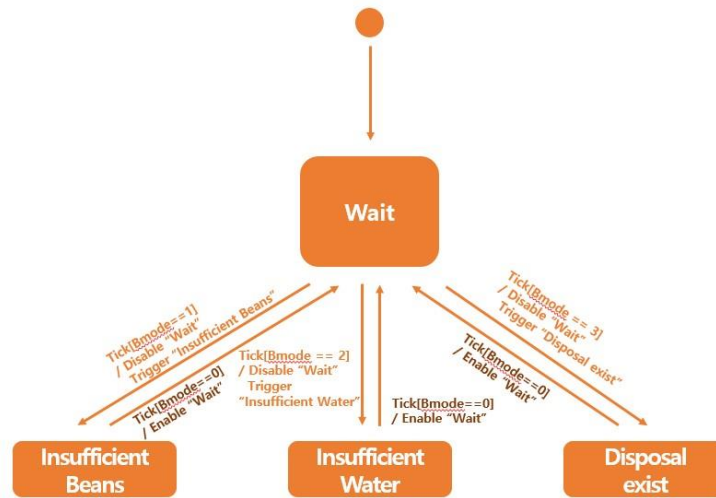 Wait
Tick[Bmode==1]
/ Disable “Wait”
Trigger “Insufficient Beans”
Tick[Bmode==0]
/ Enable “Wait”
Tick[Bmode == 2]
/ Disable “Wait”
Trigger
“Insufficient Water”
Tick[Bmode==0]
/ Enable “Wait”
Tick[Bmode == 3]
/ Disable “Wait”
Trigger “Disposal exist”
Tick[Bmode==0]
/ Enable “Wait”
Insufficient
Beans
Insufficient
Water
Disposal
exist